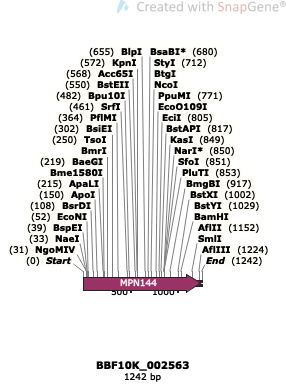 Created with SnapGene®
(655) BlpI BsaBI* (680)
(572) KpnI StyI (712)
(568) Acc65I BtgI
(550) BstEII NcoI
(482) Bpu10I PpuMI (771)
(461) SrfI EcoO109I
(364) PflMI EciI (805)
(302) BsiEI BstAPI (817)
(250) TsoI KasI (849)
BmrI NarI* (850)
(219) BaeGI SfoI (851)
Bme1580I PluTI (853)
(215) ApaLI BmgBI (917)
(150) ApoI BstXI (1002)
(108) BsrDI BstYI (1029)
(52) EcoNI BamHI
(39) BspEI AflII (1152)
(33) NaeI SmlI
(31) NgoMIV AflIII (1224)
(0) Start End (1242)
MPN144
500 1000
BBF10K_002563
1242 bp